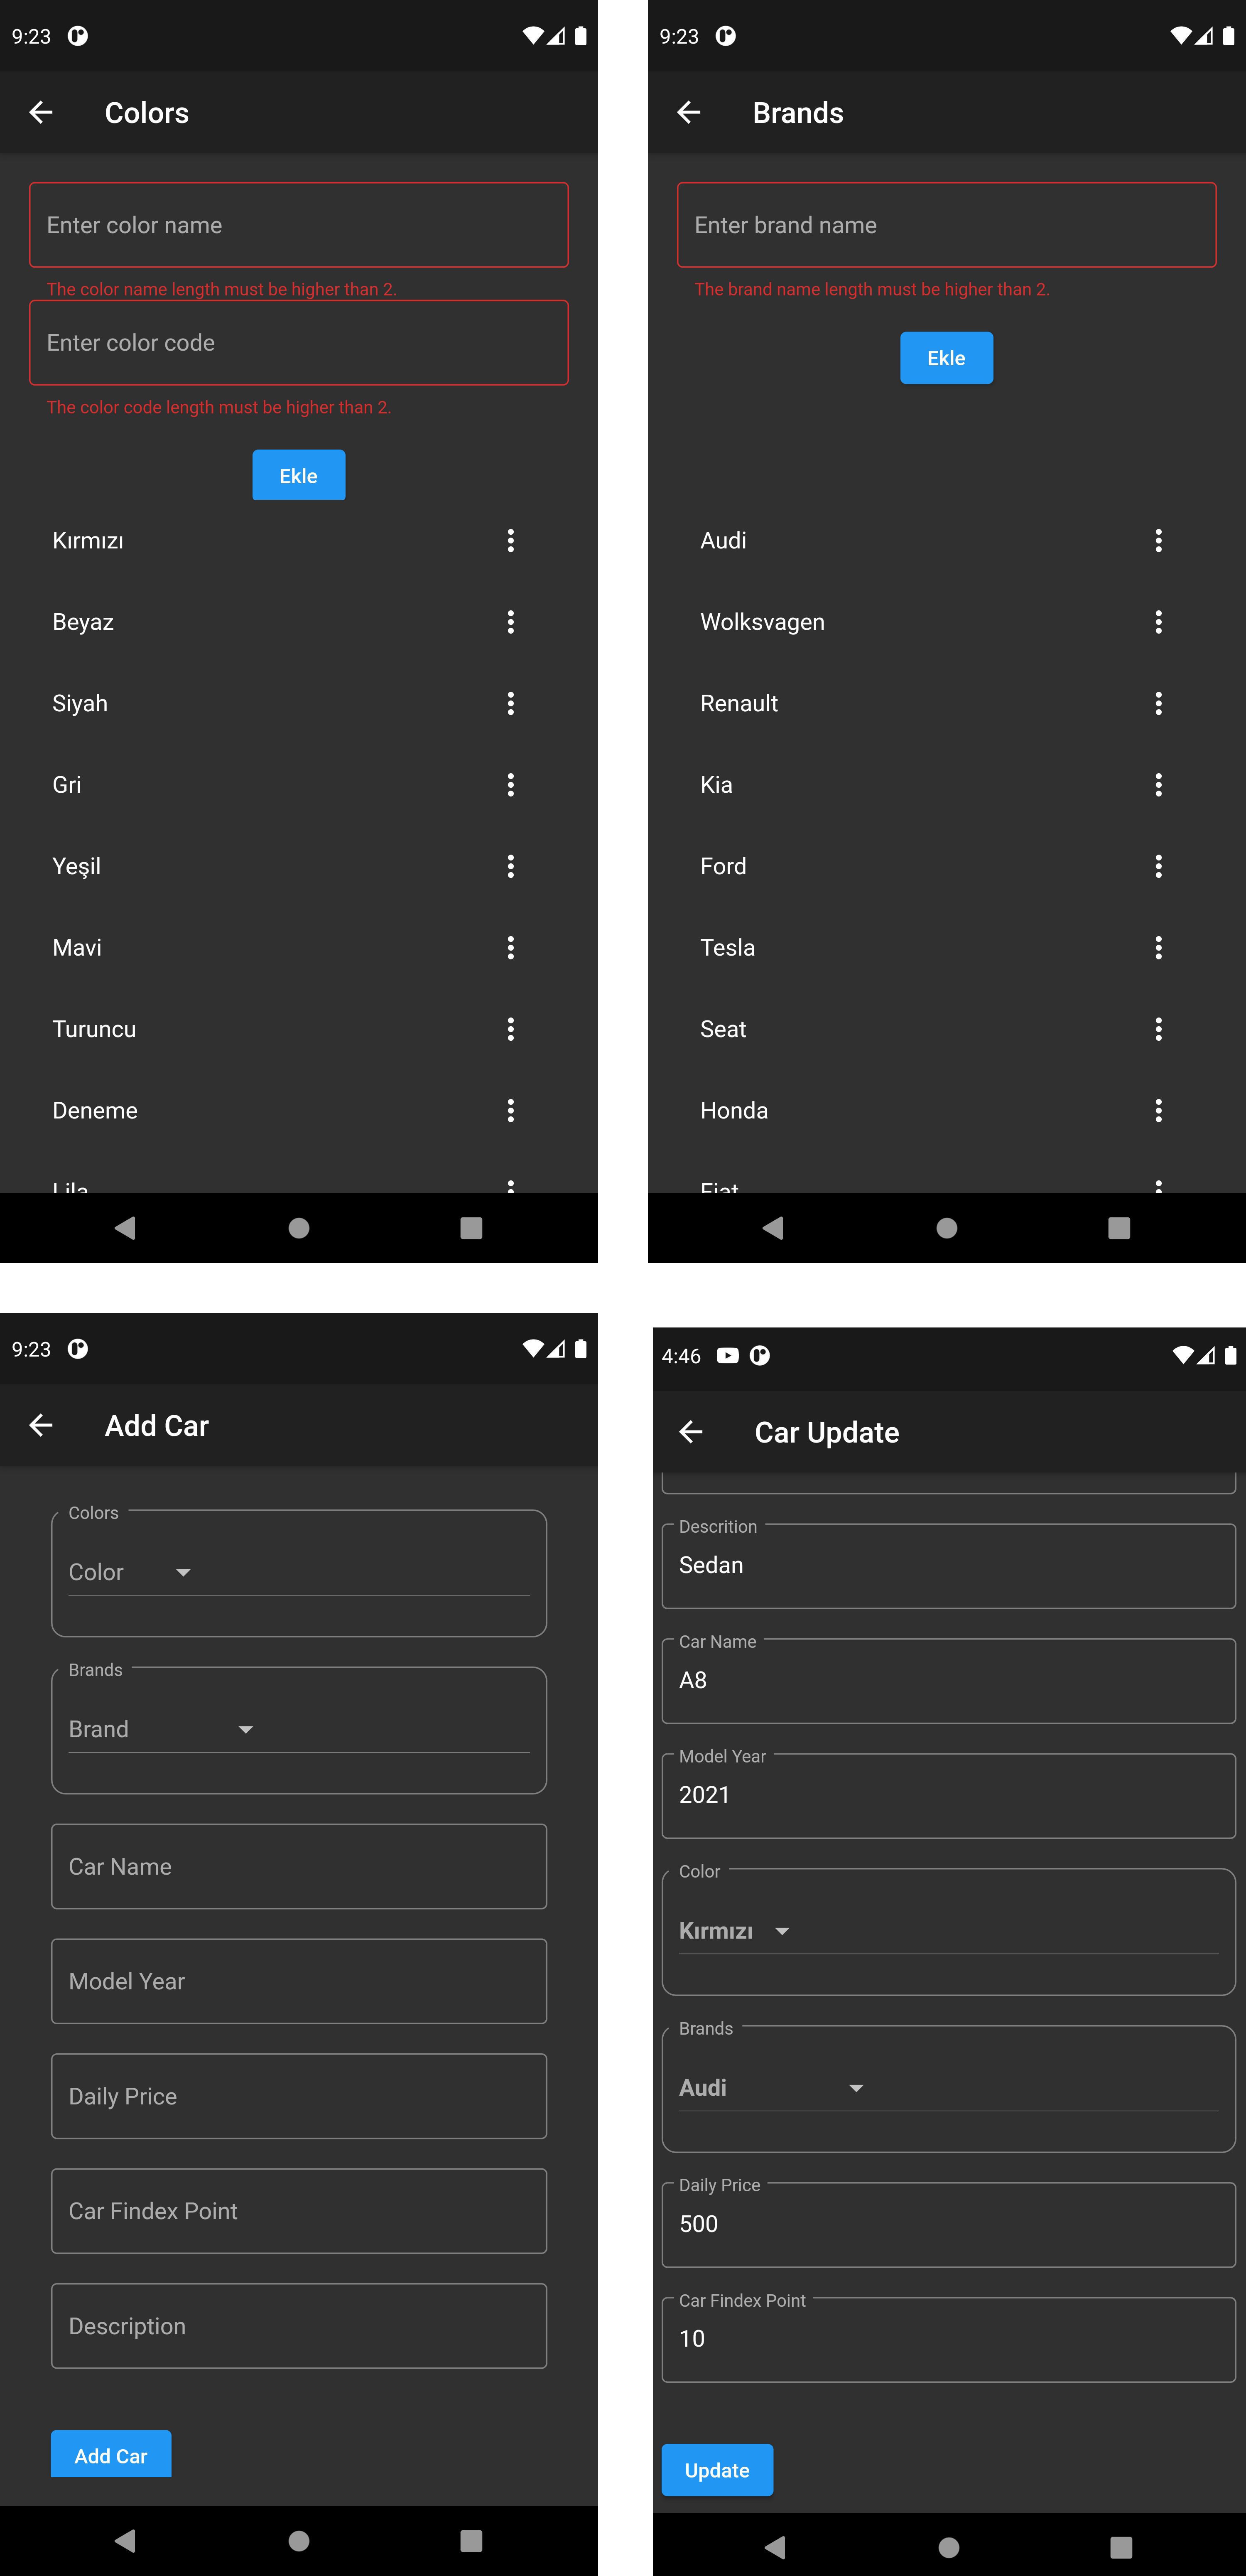 9:23
Colors
Enter color name
The color name length must be higher than 2.
Enter color code
The color code length must be higher than 2.
Ekle
Kırmızı
Beyaz
Siyah
Gri
Yeşil
Mavi
Turuncu
Deneme
Lila
9:23
Brands
Enter brand name
The brand name length must be higher than 2.
Ekle
Audi
Wolksvagen
Renault
Kia
Ford
Tesla
Seat
Honda
Fiat
9:23
Add Car
Colors
Color
Brands
Brand
Car Name
Model Year
Daily Price
Car Findex Point
Description
Add Car
4:46
Car Update
Descrition
Sedan
Car Name
A8
Model Year
2021
Color
Kırmızı
Brands
Audi
Daily Price
500
Car Findex Point
10
Update